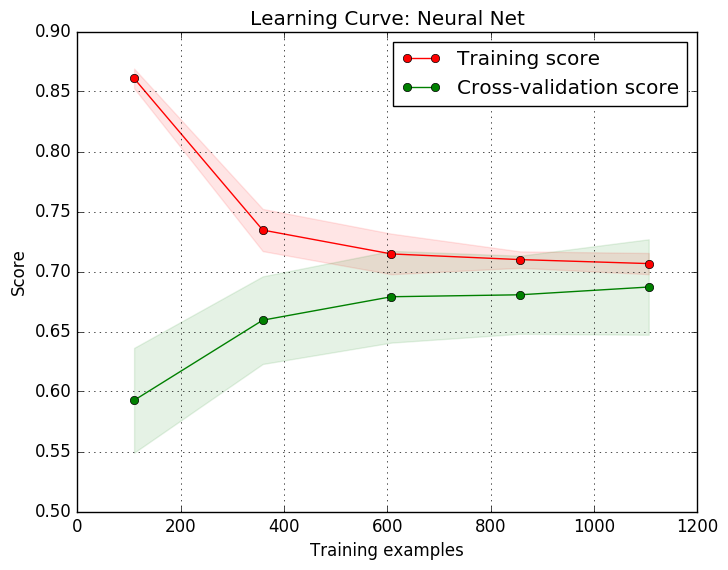 Learning Curve: Neural Net
Training score
Cross-validation score
0.90
0.85
0.80
0.75
0.70
0.65
0.60
0.55
0.50
Score
0 200 400 600 800 1000 1200
Training examples